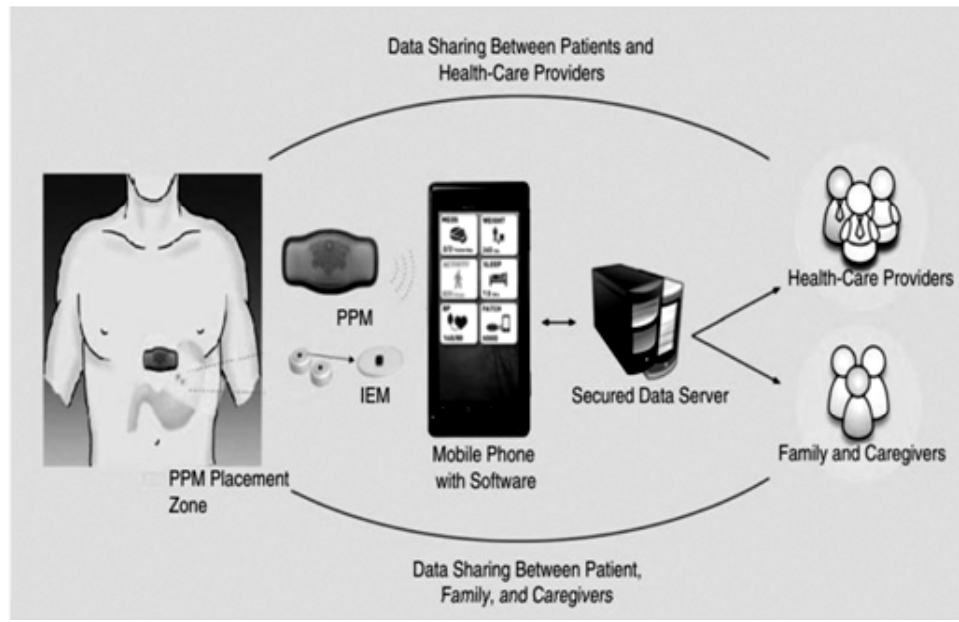 Data Sharing Between Patients and
Health-Care Providers
MEDS
WEIGHT
ACTIVITY
SLEEP
BP
PATCH
PPM
IEM
Health-Care Providers
Secured Data Server
Mobile Phone
with Software
Family and Caregivers
PPM Placement
Zone
Data Sharing Between Patient,
Family, and Caregivers